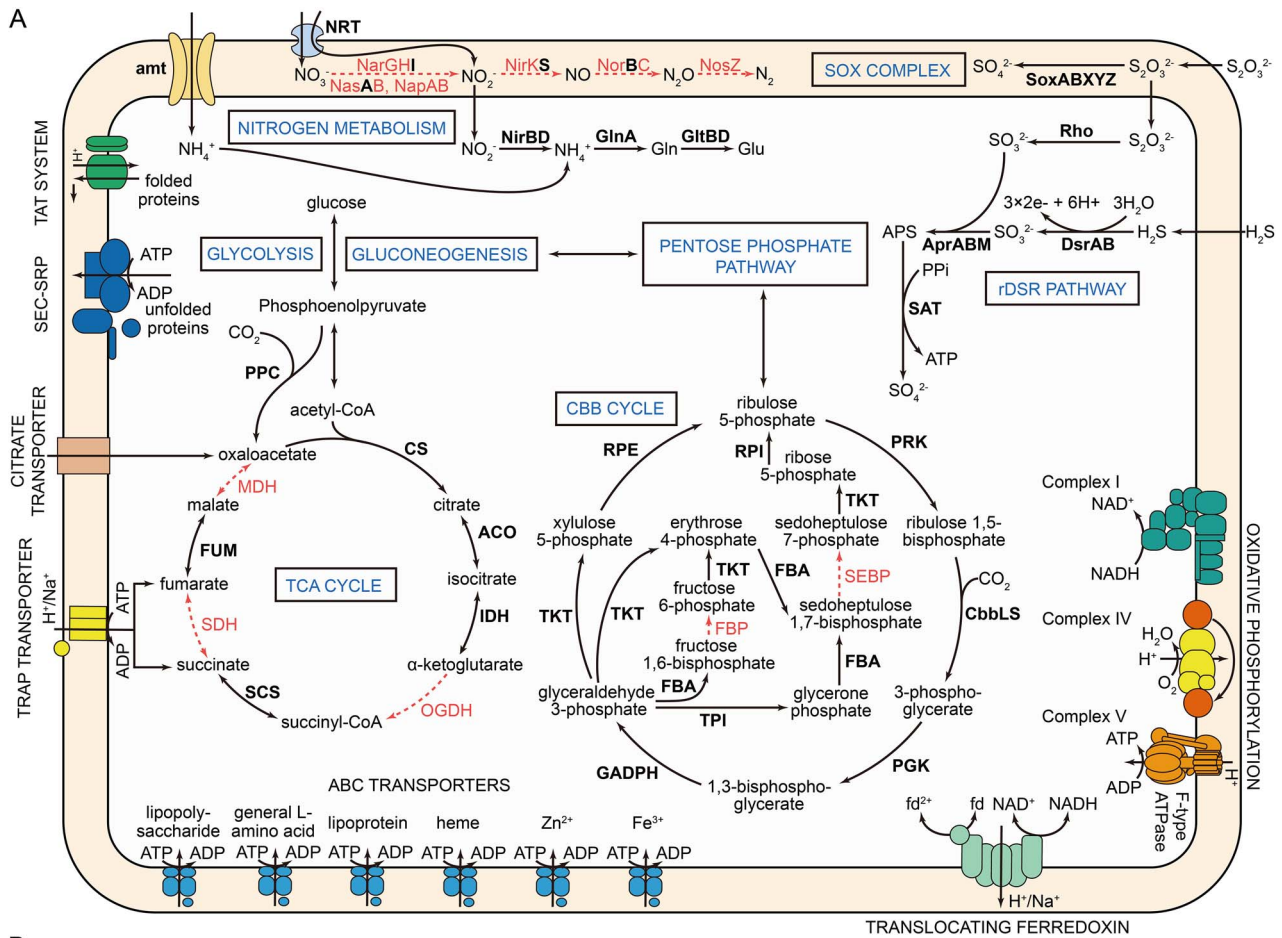 A
NRT
amt
NO₃⁻ NarGHI NO₂⁻ NirKS NO NorBC N₂O NosZ N₂
NasAB, NapAB
SOX COMPLEX
SO₄²⁻ SoxABXYZ S₂O₃²⁻ S₂O₃²⁻
NITROGEN METABOLISM
NH₄⁺
NO₂⁻ NirBD NH₄⁺ GlnA Gln GltBD Glu
SO₃²⁻ Rho S₂O₃²⁻
TAT SYSTEM
H⁺
folded
proteins
3×2e- + 6H+ 3H₂O
APS AprABM SO₃²⁻ DsrAB H₂S H₂S
PPi
SAT
ATP
SO₄²⁻
rDSR PATHWAY
glucose
GLYCOLYSIS
GLUCONEOGENESIS
PENTOSE PHOSPHATE
PATHWAY
SEC-SRP
ATP
ADP
unfolded
proteins
Phosphoenolpyruvate
CO₂
PPC
acetyl-CoA
CITRATE
TRANSPORTER
oxaloacetate
CS
MDH
malate
citrate
FUM
ACO
TCA CYCLE
fumarate
isocitrate
SDH
IDH
succinate
α-ketoglutarate
SCS
OGDH
succinyl-CoA
TRAP TRANSPORTER
H⁺/Na⁺
ATP
ADP
CBB CYCLE
ribulose
5-phosphate
RPE
RPI
PRK
ribose
5-phosphate
TKT
xylulose
5-phosphate
erythrose
4-phosphate
sedoheptulose
7-phosphate
ribulose 1,5-
bisphosphate
TKT
FBA
SEBP
CO₂
fructose
6-phosphate
sedoheptulose
1,7-bisphosphate
CbbLS
TKT
TKT
FBP
fructose
1,6-bisphosphate
FBA
FBA
glyceraldehyde
3-phosphate
TPI
glycerone
phosphate
3-phospho-
glycerate
GADPH
PGK
1,3-bisphospho-
glycerate
Complex I
NAD⁺
NADH
Complex IV
H₂O
H⁺
O₂
Complex V
ATP
ADP
H⁺
F-type
ATPase
OXIDATIVE PHOSPHORYLATION
ABC TRANSPORTERS
lipopoly-
saccharide
general L-
amino acid
lipoprotein
heme
Zn²⁺
Fe³⁺
ATP ADP ATP ADP ATP ADP ATP ADP ATP ADP ATP ADP
fd²⁺ fd NAD⁺ NADH
H⁺/Na⁺
TRANSLOCATING FERREDOXIN